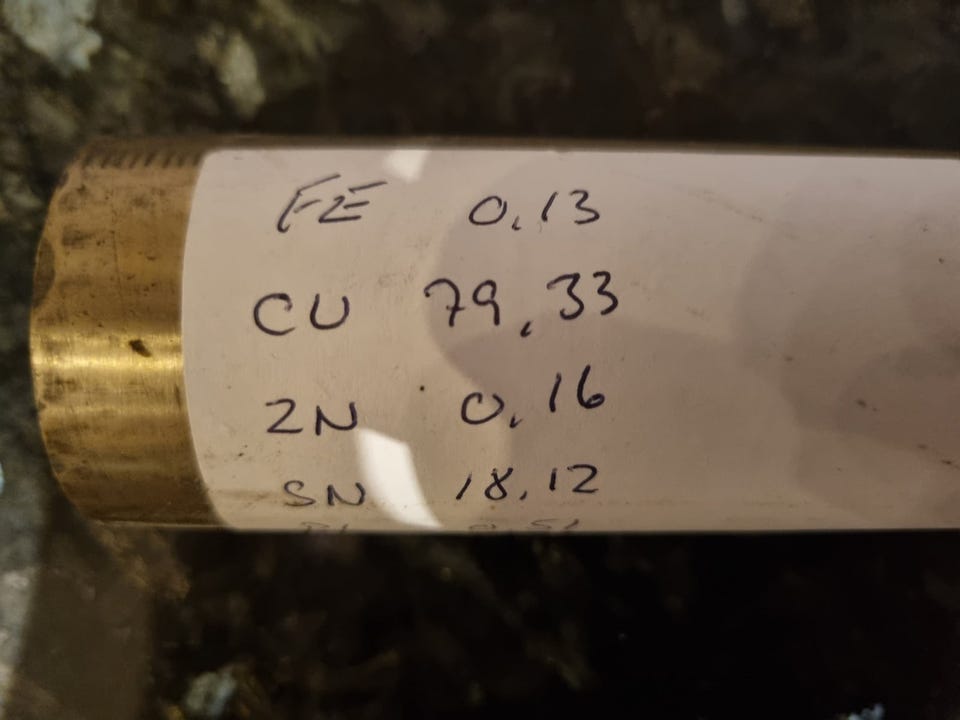 FE 0,13
CU 79,33
ZN 0,16
SN 18,12